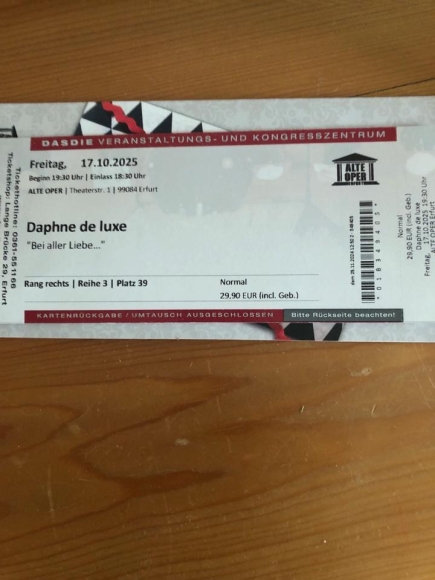 DASDIE VERANSTALTUNGS- UND KONGRESSZENTRUM
Freitag, 17.10.2025
Beginn 19:30 Uhr | Einlass 18:30 Uhr
ALTE OPER | Theaterstr. 1 | 99084 Erfurt
ALTE
OPER
Daphne de luxe
"Bei aller Liebe..."
Rang rechts | Reihe 3 | Platz 39
Normal
29,90 EUR (incl. Geb.)
KARTENRÜCKGABE / UMTAUSCH AUSGESCHLOSSEN
Bitte Rückseite beachten!
Tickethotline: 0361-55 11 66
Ticketshop: Lange Brücke 29, Erfurt
Normal
29,90 EUR (incl. Geb.)
Daphne de luxe
Freitag, 17.10.2025 19:30 Uhr
ALTE OPER Erfurt